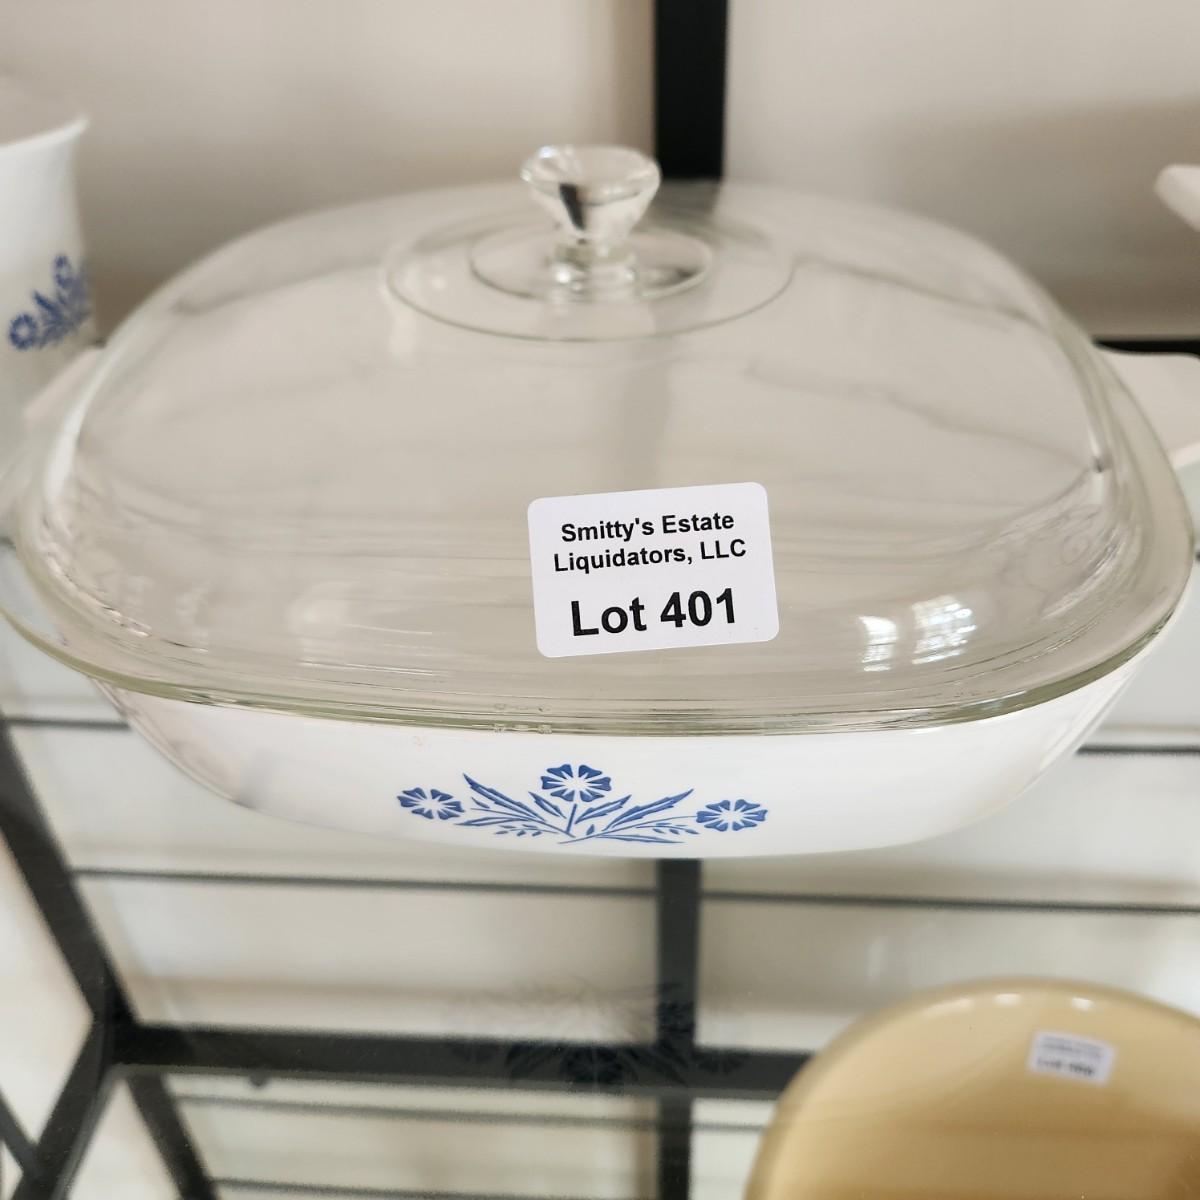 Smitty's Estate
Liquidators, LLC
Lot 401